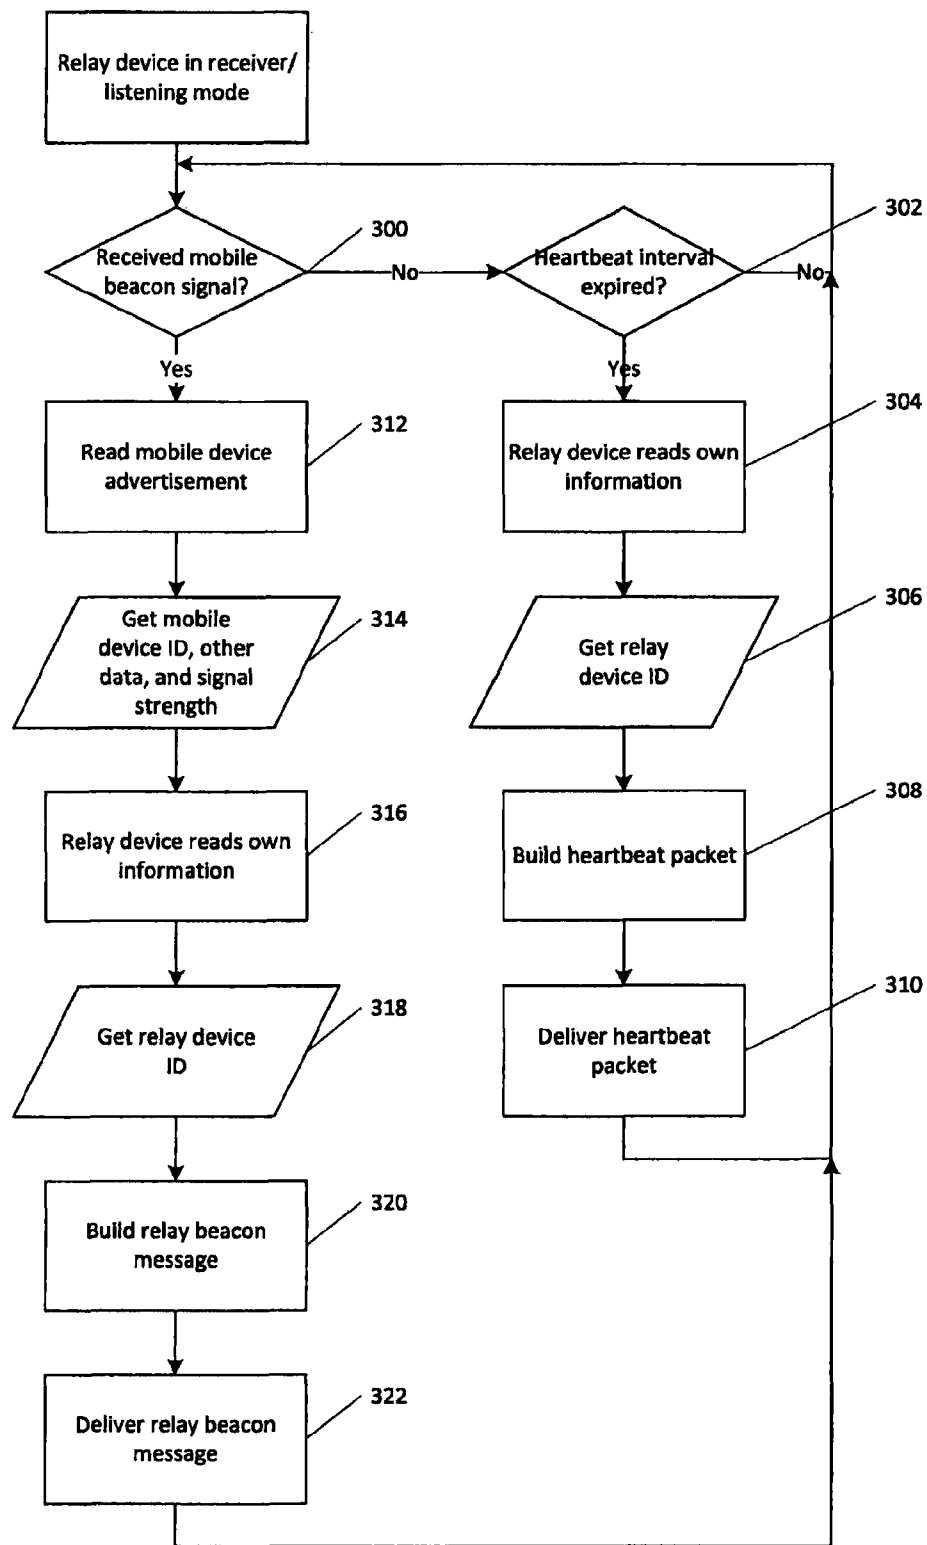 Relay device in receiver/
listening mode
300
302
Received mobile
beacon signal?
No
Heartbeat interval
expired?
No
Yes
Yes
312
304
Read mobile device
advertisement
Relay device reads own
information
314
306
Get mobile
device ID, other
data, and signal
strength
Get relay
device ID
316
308
Relay device reads own
information
Build heartbeat packet
318
310
Get relay device
ID
Deliver heartbeat
packet
320
Build relay beacon
message
322
Deliver relay beacon
message